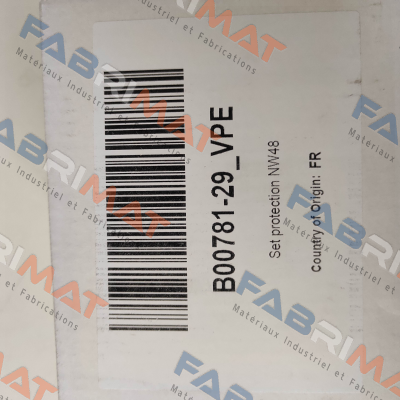 B00781-29_VPE
Set protection NW48
Country of Origin: FR
FABRIMAT
Matériaux Industriel et Fabrications